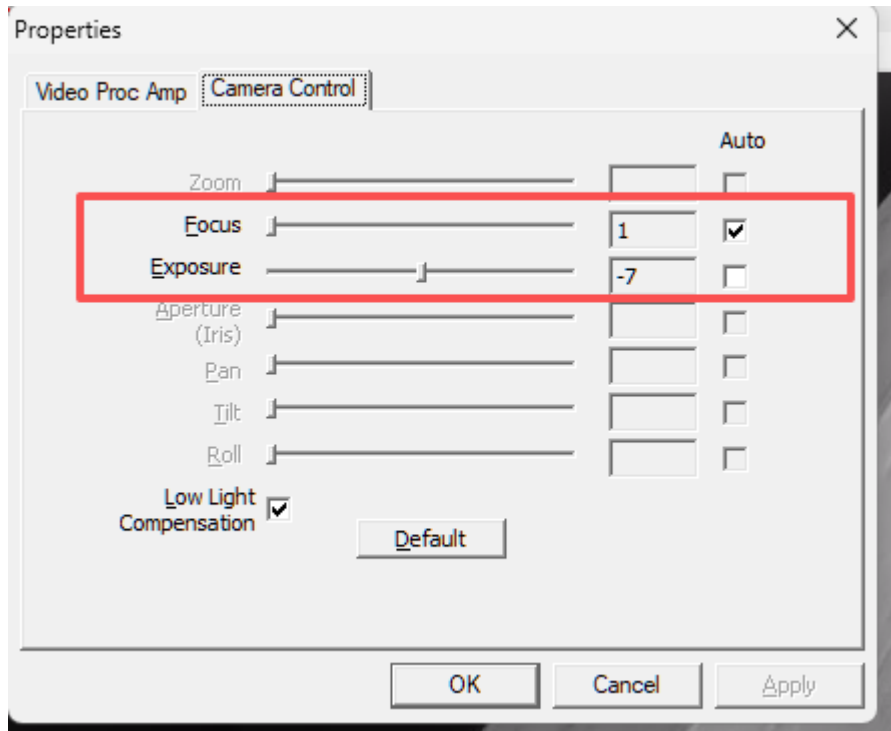 Properties
Video Proc Amp
Camera Control
Auto
Zoom
Focus 1
Exposure -7
Aperture
(Iris)
Pan
Tilt
Roll
Low Light
Compensation
Default
OK Cancel Apply